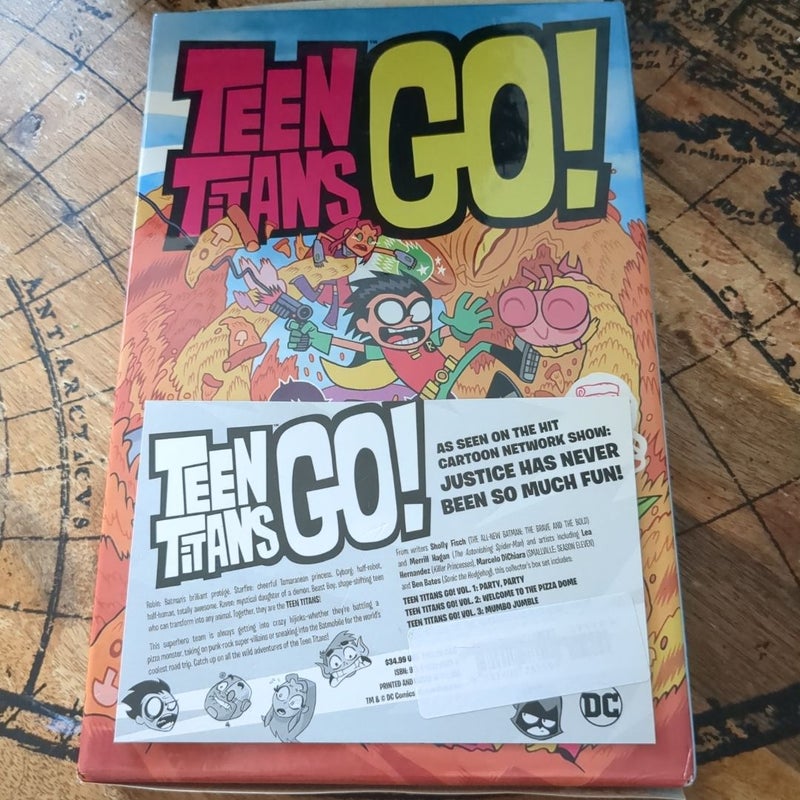 TEEN
TITANS
GO!
TEEN
TITANS
GO!
AS SEEN ON THE HIT
CARTOON NETWORK SHOW:
JUSTICE HAS NEVER
BEEN SO MUCH FUN!
From writers Sholly Fisch (THE ALL-NEW BATMAN: THE BRAVE AND THE BOLD)
and Merrill Hagan (The Astonishing Spider-Man) and artists including Lea
Hernandez (Killer Princesses), Marcelo DiChiara (SMALLVILLE: SEASON ELEVEN)
and Ben Bates (Sonic the Hedgehog), this collector's box set includes:
TEEN TITANS GO! VOL. 1: PARTY, PARTY
TEEN TITANS GO! VOL. 2: WELCOME TO THE PIZZA DOME
TEEN TITANS GO! VOL. 3: MUMBO JUMBLE
Robin: Batman's brilliant protégé. Starfire: cheerful Tamaranean princess. Cyborg: half-robot,
half-human, totally awesome. Raven: mystical daughter of a demon. Beast Boy: shape-shifting teen
who can transform into any animal. Together, they are the TEEN TITANS!
This superhero team is always getting into crazy hijinks-whether they're battling a
pizza monster, taking on punk rock super-villains or sneaking into the Batmobile for the world's
coolest road trip. Catch up on all the wild adventures of the Teen Titans!
$34.99 U
ISBN: 9
PRINTED AND
TM & © DC Comics
DC
ANTARCTICVS